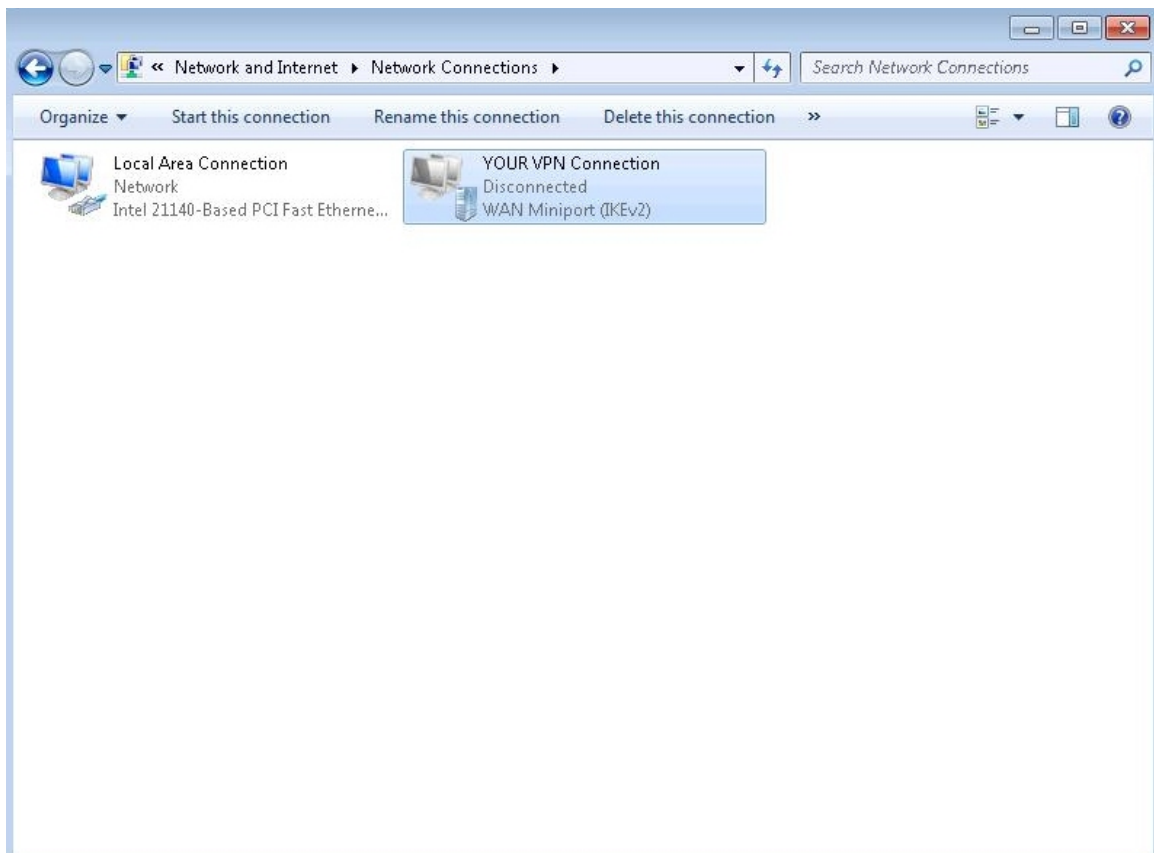 « Network and Internet ▸ Network Connections ▸
Search Network Connections
Organize ▾ Start this connection Rename this connection Delete this connection »
Local Area Connection
Network
Intel 21140-Based PCI Fast Etherne...
YOUR VPN Connection
Disconnected
WAN Miniport (IKEv2)